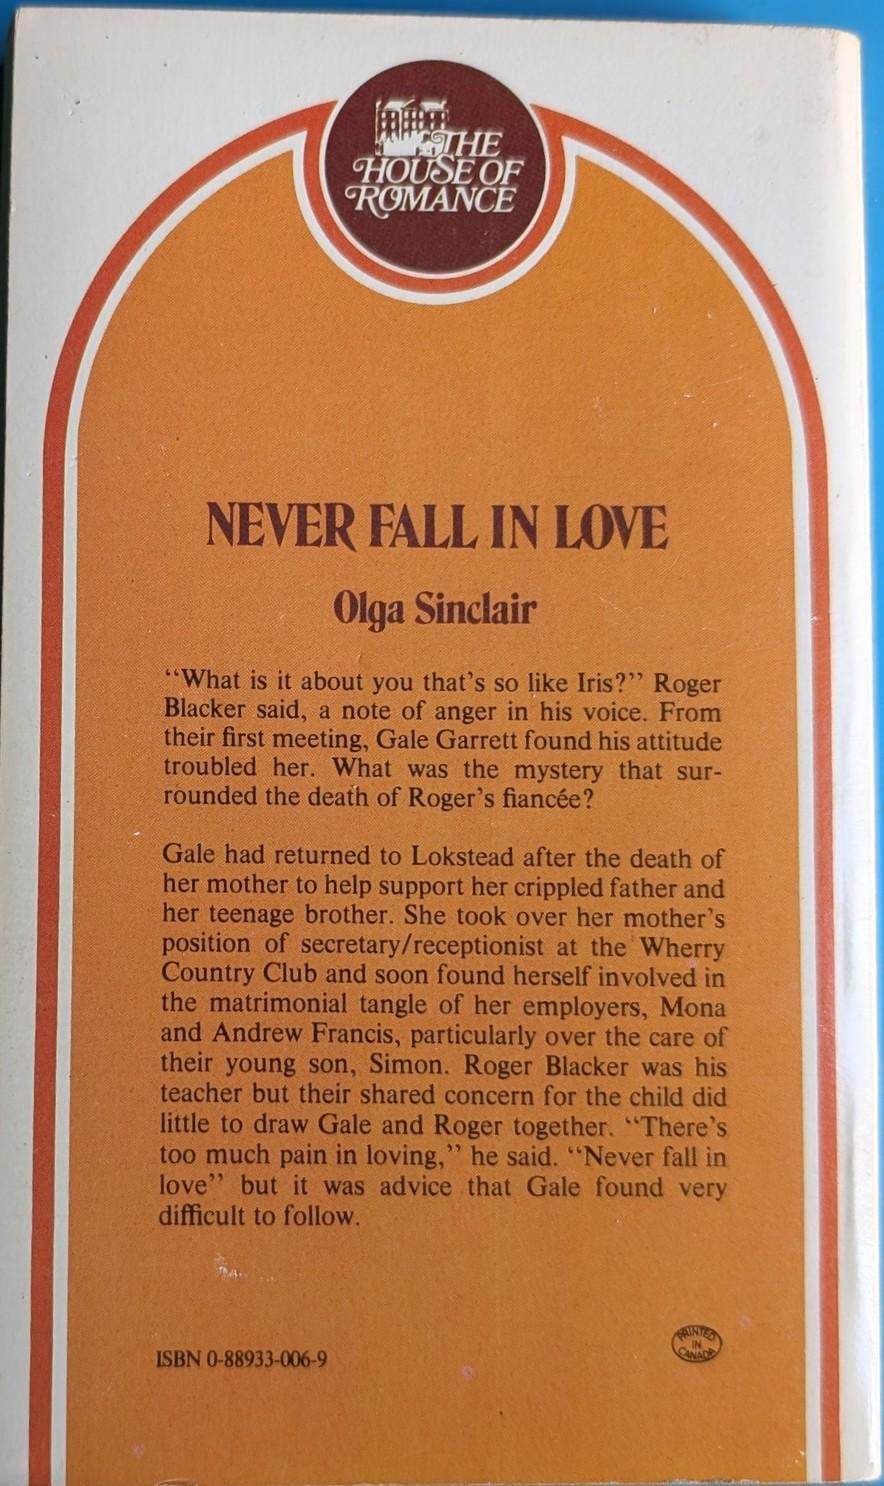 THE
HOUSE OF
ROMANCE
NEVER FALL IN LOVE
Olga Sinclair
“What is it about you that’s so like Iris?” Roger
Blacker said, a note of anger in his voice. From
their first meeting, Gale Garrett found his attitude
troubled her. What was the mystery that sur-
rounded the death of Roger’s fiancée?
Gale had returned to Lokstead after the death of
her mother to help support her crippled father and
her teenage brother. She took over her mother’s
position of secretary/receptionist at the Wherry
Country Club and soon found herself involved in
the matrimonial tangle of her employers, Mona
and Andrew Francis, particularly over the care of
their young son, Simon. Roger Blacker was his
teacher but their shared concern for the child did
little to draw Gale and Roger together. “There’s
too much pain in loving,” he said. “Never fall in
love” but it was advice that Gale found very
difficult to follow.
ISBN 0-88933-006-9
PRINTED
IN
CANADA